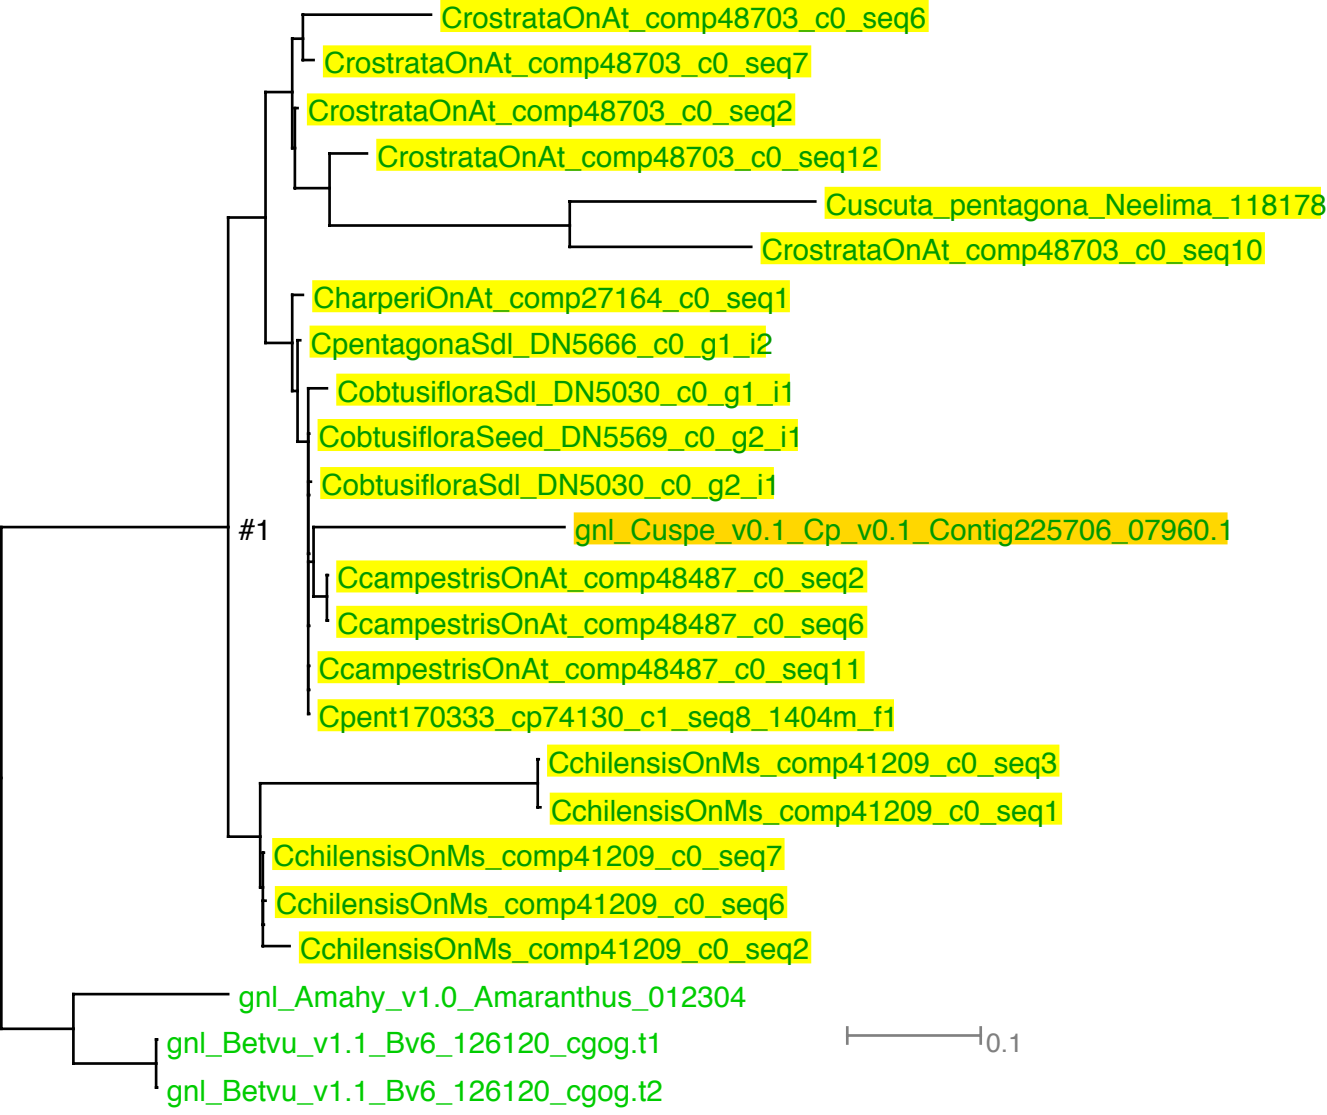 CrostrataOnAt_comp48703_c0_seq6
CrostrataOnAt_comp48703_c0_seq7
CrostrataOnAt_comp48703_c0_seq2
CrostrataOnAt_comp48703_c0_seq12
Cuscuta_pentagona_Neelima_118178
CrostrataOnAt_comp48703_c0_seq10
CharperiOnAt_comp27164_c0_seq1
CpentagonaSdl_DN5666_c0_g1_i2
CobtusifloraSdl_DN5030_c0_g1_i1
CobtusifloraSeed_DN5569_c0_g2_i1
CobtusifloraSdl_DN5030_c0_g2_i1
#1
gnl_Cuspe_v0.1_Cp_v0.1_Contig225706_07960.1
CcampestrisOnAt_comp48487_c0_seq2
CcampestrisOnAt_comp48487_c0_seq6
CcampestrisOnAt_comp48487_c0_seq11
Cpent170333_cp74130_c1_seq8_1404m_f1
CchilensisOnMs_comp41209_c0_seq3
CchilensisOnMs_comp41209_c0_seq1
CchilensisOnMs_comp41209_c0_seq7
CchilensisOnMs_comp41209_c0_seq6
CchilensisOnMs_comp41209_c0_seq2
gnl_Amahy_v1.0_Amaranthus_012304
gnl_Betvu_v1.1_Bv6_126120_cgog.t1
0.1
gnl_Betvu_v1.1_Bv6_126120_cgog.t2